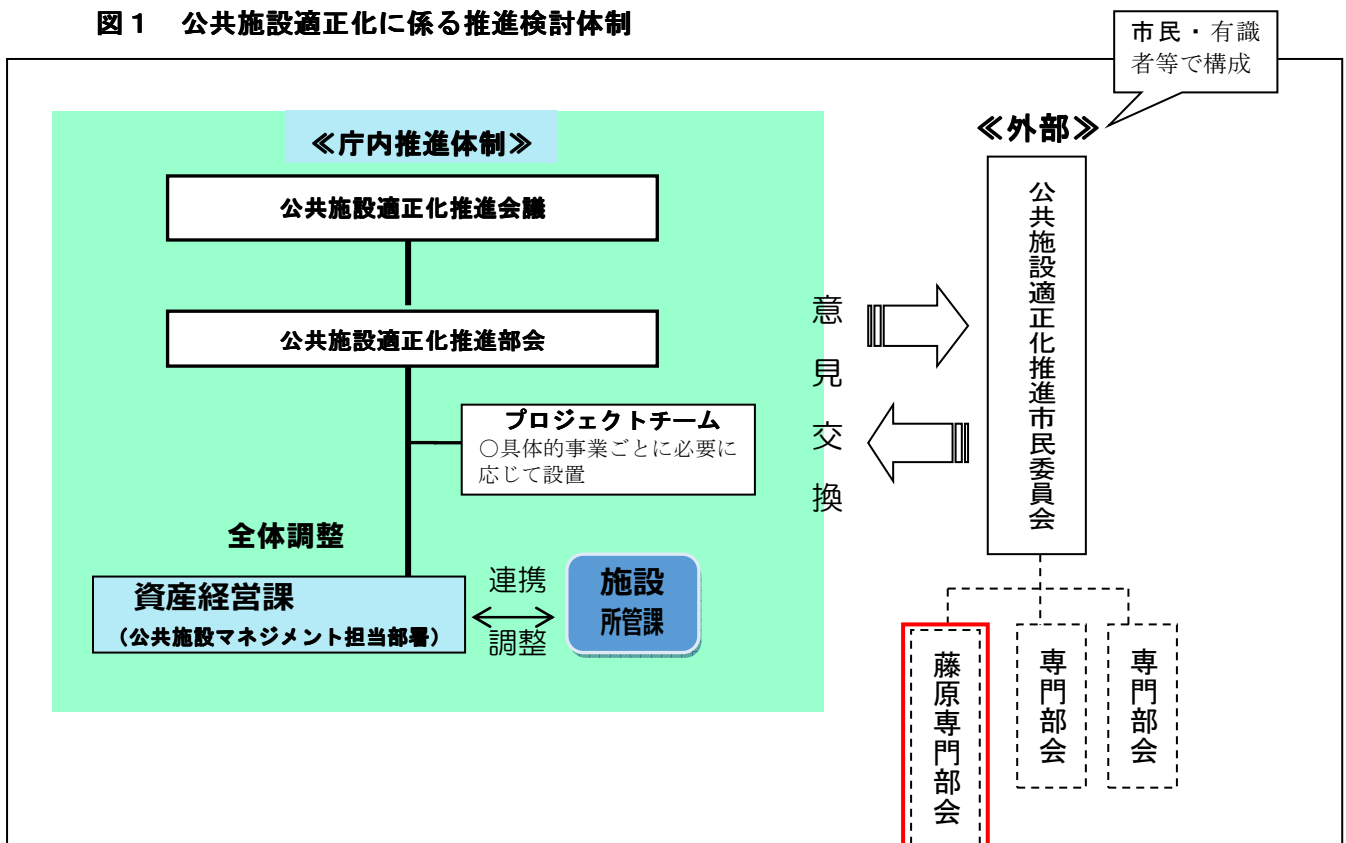 図1 公共施設適正化に係る推進検討体制
市民・有識
者等で構成
≪庁内推進体制≫
公共施設適正化推進会議
公共施設適正化推進部会
プロジェクトチーム
○具体的事業ごとに必要に
応じて設置
全体調整
資産経営課
(公共施設マネジメント担当部署)
連携
調整
施設
所管課
意見交換
≪外部≫
公共施設適正化推進市民委員会
藤原専門部会
専門部会
専門部会